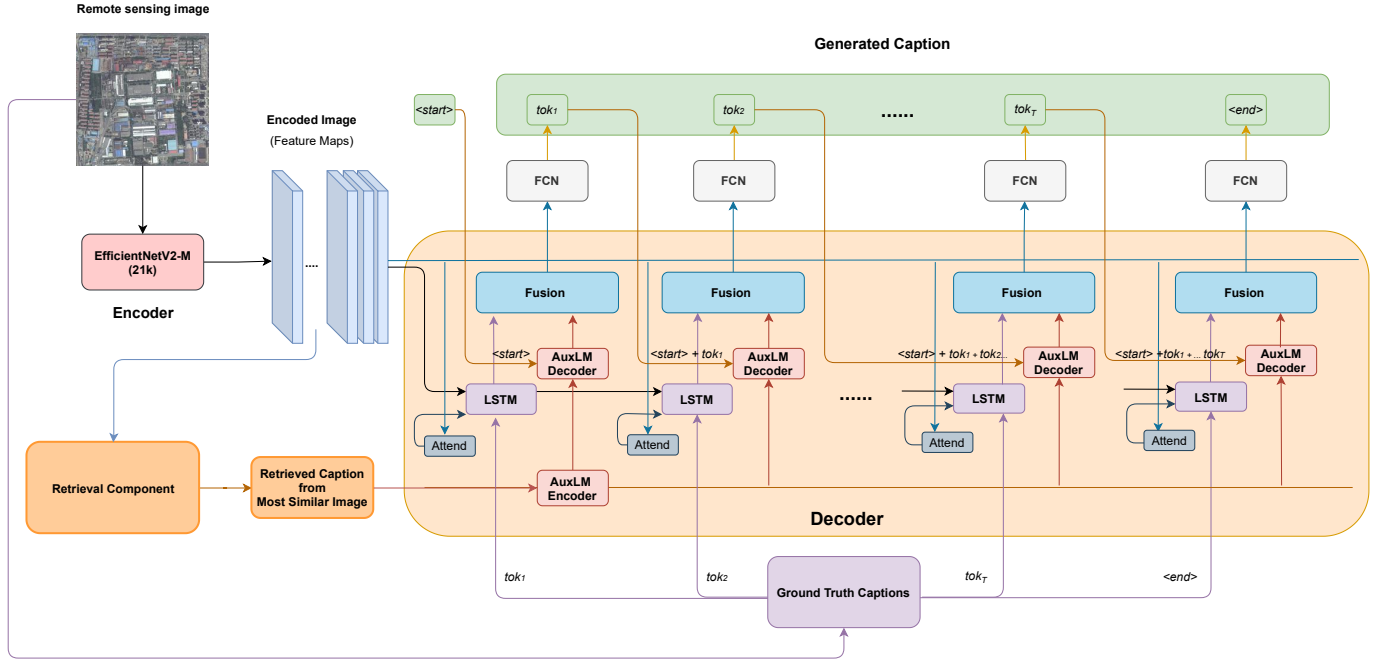 Remote sensing image
Generated Caption
Encoded Image
(Feature Maps)
<start>
tok₁
tok₂
......
tok_T
<end>
FCN
FCN
FCN
FCN
EfficientNetV2-M
(21k)
Encoder
....
Fusion
Fusion
Fusion
Fusion
<start>
<start> + tok₁
<start> + tok₁ + tok₂...
<start> +tok₁ + ... tok_T
AuxLM
Decoder
AuxLM
Decoder
AuxLM
Decoder
AuxLM
Decoder
LSTM
LSTM
......
LSTM
LSTM
Attend
Attend
Attend
Attend
Retrieval Component
Retrieved Caption
from
Most Similar Image
AuxLM
Encoder
Decoder
tok₁
tok₂
tok_T
<end>
Ground Truth Captions